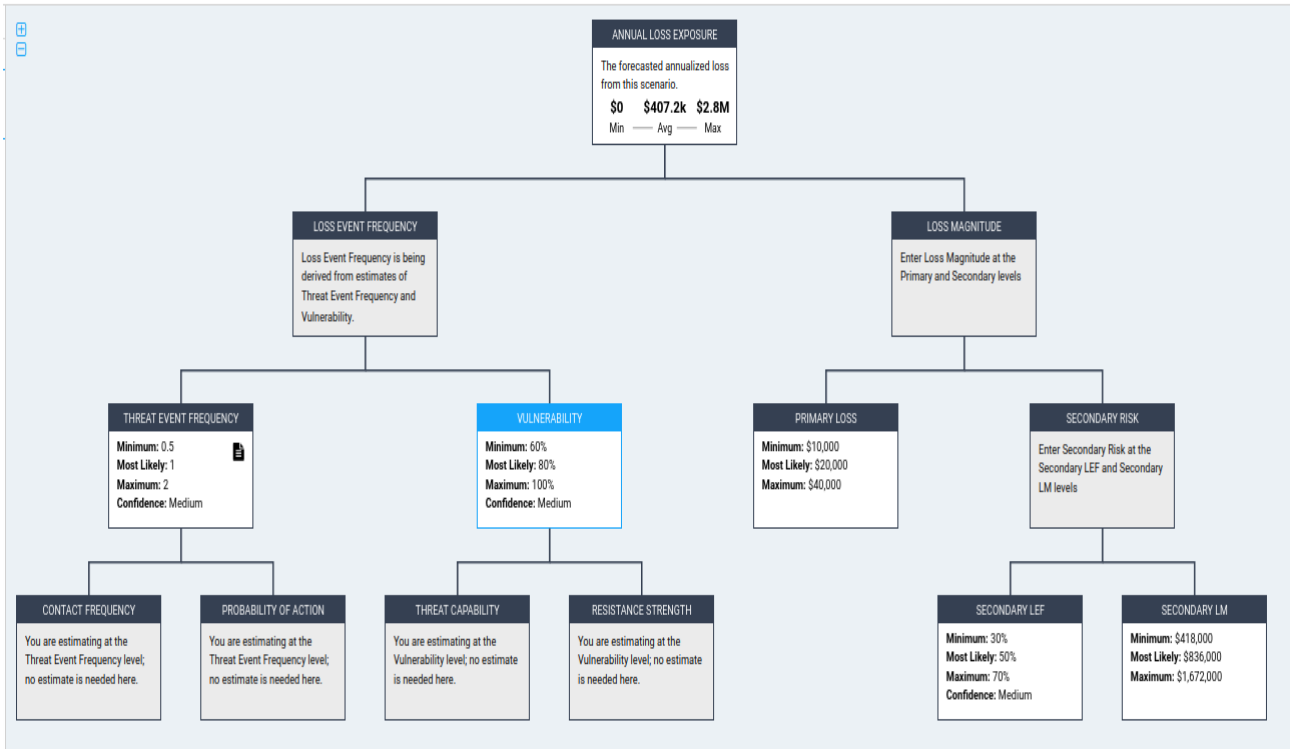 ANNUAL LOSS EXPOSURE
The forecasted annualized loss
from this scenario.
$0 $407.2k $2.8M
Min Avg Max
LOSS EVENT FREQUENCY
Loss Event Frequency is being
derived from estimates of
Threat Event Frequency and
Vulnerability.
LOSS MAGNITUDE
Enter Loss Magnitude at the
Primary and Secondary levels
THREAT EVENT FREQUENCY
Minimum: 0.5
Most Likely: 1
Maximum: 2
Confidence: Medium
VULNERABILITY
Minimum: 60%
Most Likely: 80%
Maximum: 100%
Confidence: Medium
PRIMARY LOSS
Minimum: $10,000
Most Likely: $20,000
Maximum: $40,000
SECONDARY RISK
Enter Secondary Risk at the
Secondary LEF and Secondary
LM levels
CONTACT FREQUENCY
You are estimating at the
Threat Event Frequency level;
no estimate is needed here.
PROBABILITY OF ACTION
You are estimating at the
Threat Event Frequency level;
no estimate is needed here.
THREAT CAPABILITY
You are estimating at the
Vulnerability level; no estimate
is needed here.
RESISTANCE STRENGTH
You are estimating at the
Vulnerability level; no estimate
is needed here.
SECONDARY LEF
Minimum: 30%
Most Likely: 50%
Maximum: 70%
Confidence: Medium
SECONDARY LM
Minimum: $418,000
Most Likely: $836,000
Maximum: $1,672,000